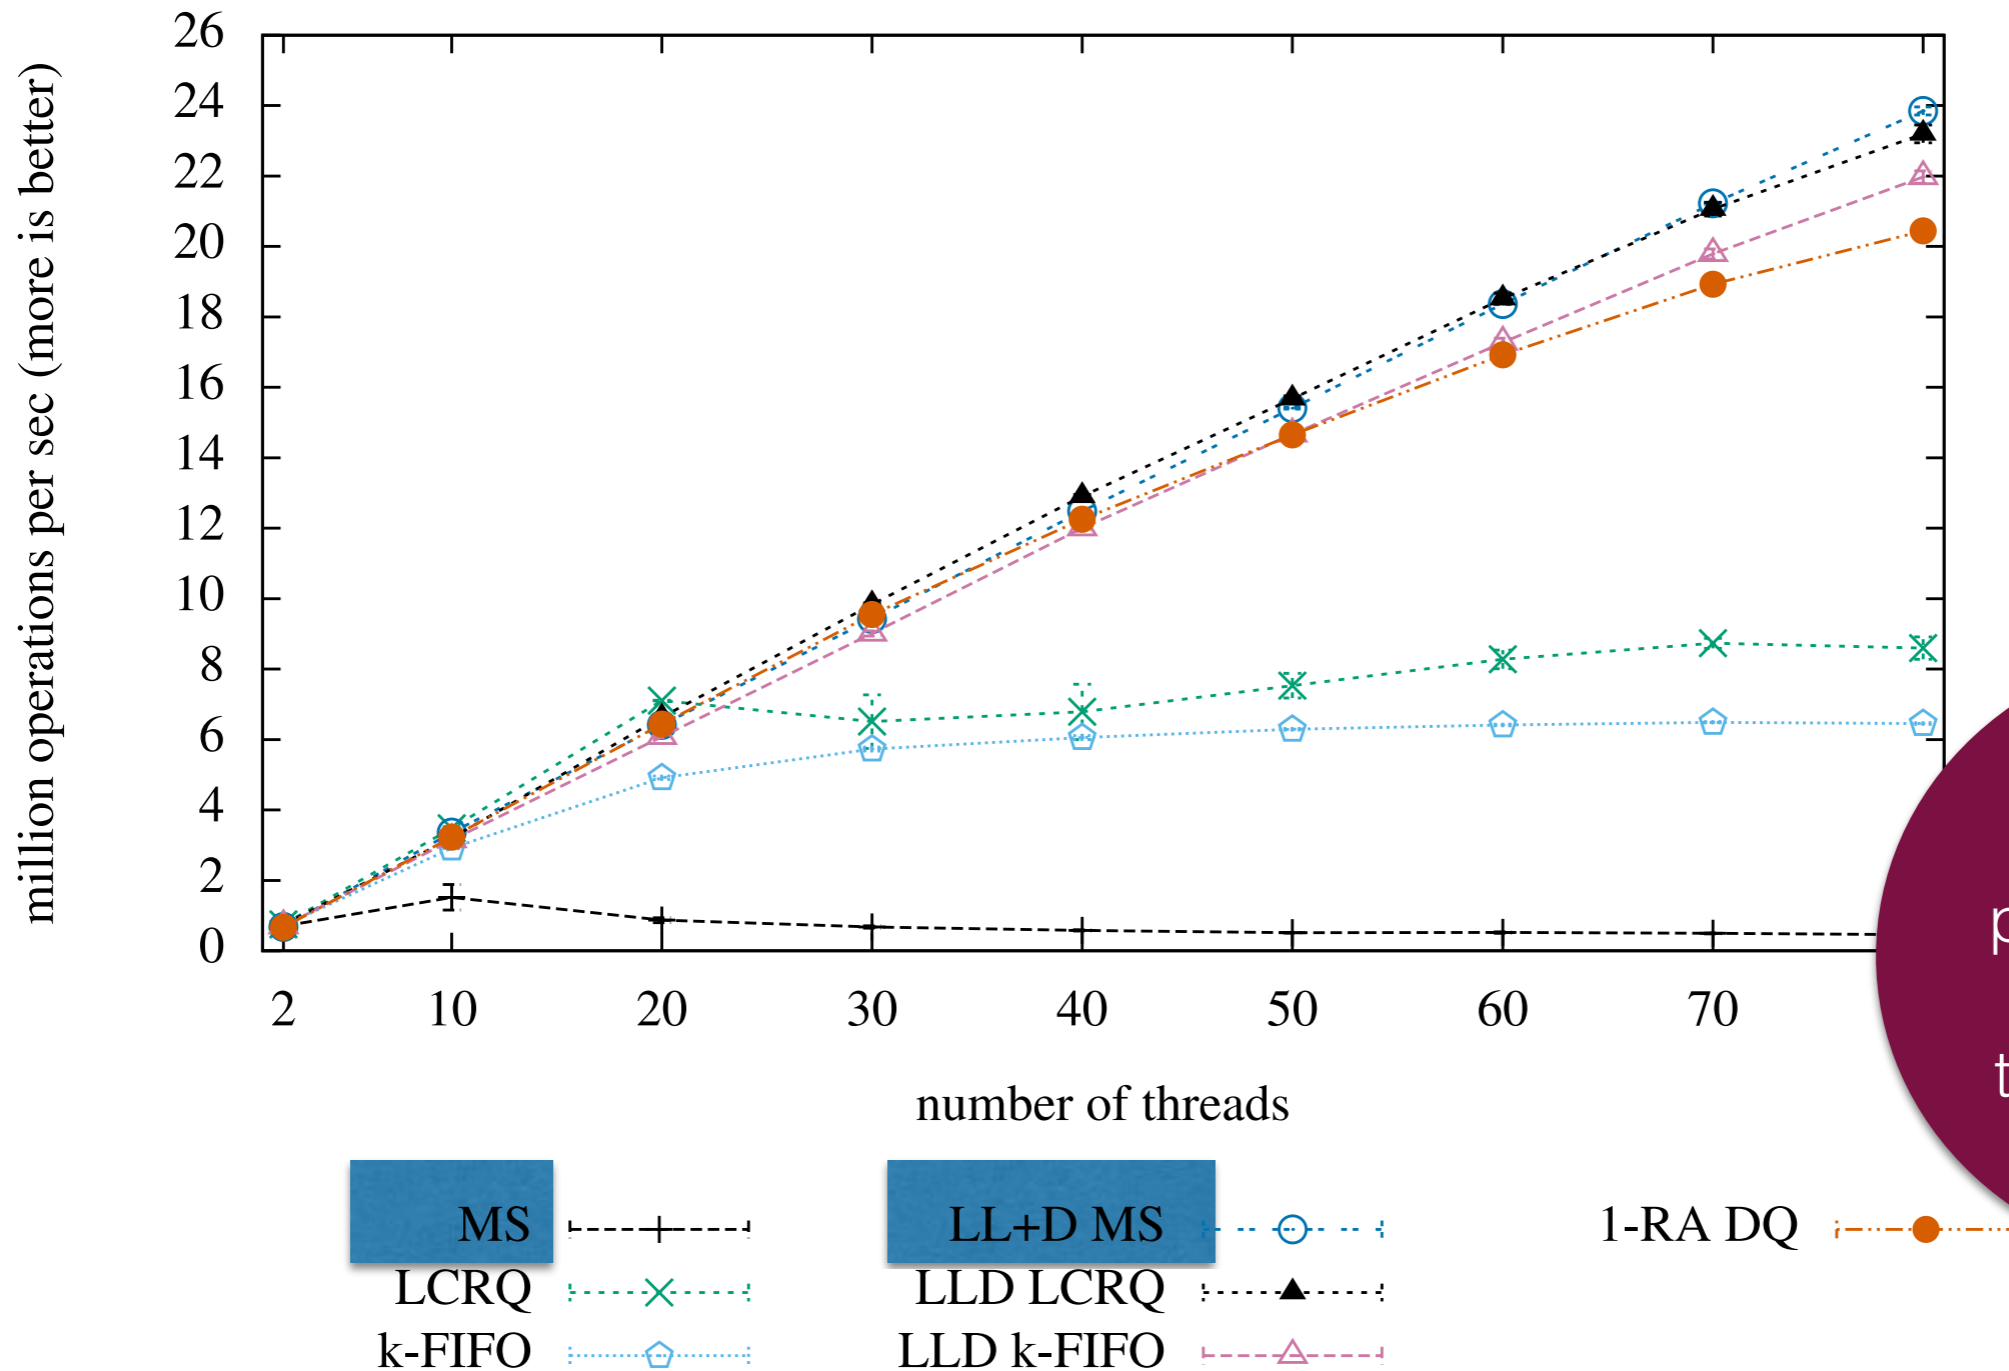 million operations per sec (more is better)
26
24
22
20
18
16
14
12
10
8
6
4
2
0
2 10 20 30 40 50 60 70
number of threads
MS LL+D MS 1-RA DQ
LCRQ LLD LCRQ
k-FIFO LLD k-FIFO